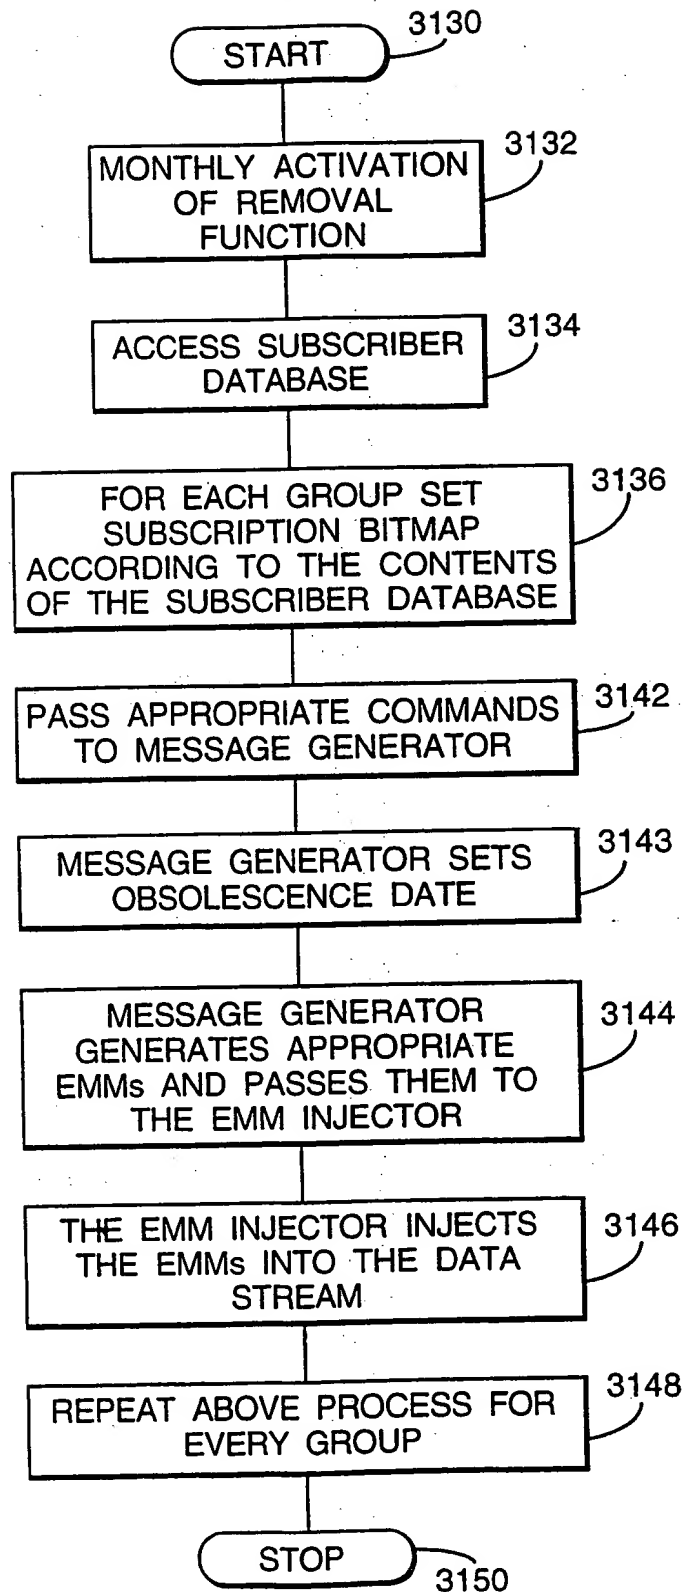 3130
START
3132
MONTHLY ACTIVATION
OF REMOVAL
FUNCTION
3134
ACCESS SUBSCRIBER
DATABASE
3136
FOR EACH GROUP SET
SUBSCRIPTION BITMAP
ACCORDING TO THE CONTENTS
OF THE SUBSCRIBER DATABASE
3142
PASS APPROPRIATE COMMANDS
TO MESSAGE GENERATOR
3143
MESSAGE GENERATOR SETS
OBSOLESCENCE DATE
3144
MESSAGE GENERATOR
GENERATES APPROPRIATE
EMMs AND PASSES THEM TO
THE EMM INJECTOR
3146
THE EMM INJECTOR INJECTS
THE EMMs INTO THE DATA
STREAM
3148
REPEAT ABOVE PROCESS FOR
EVERY GROUP
STOP
3150